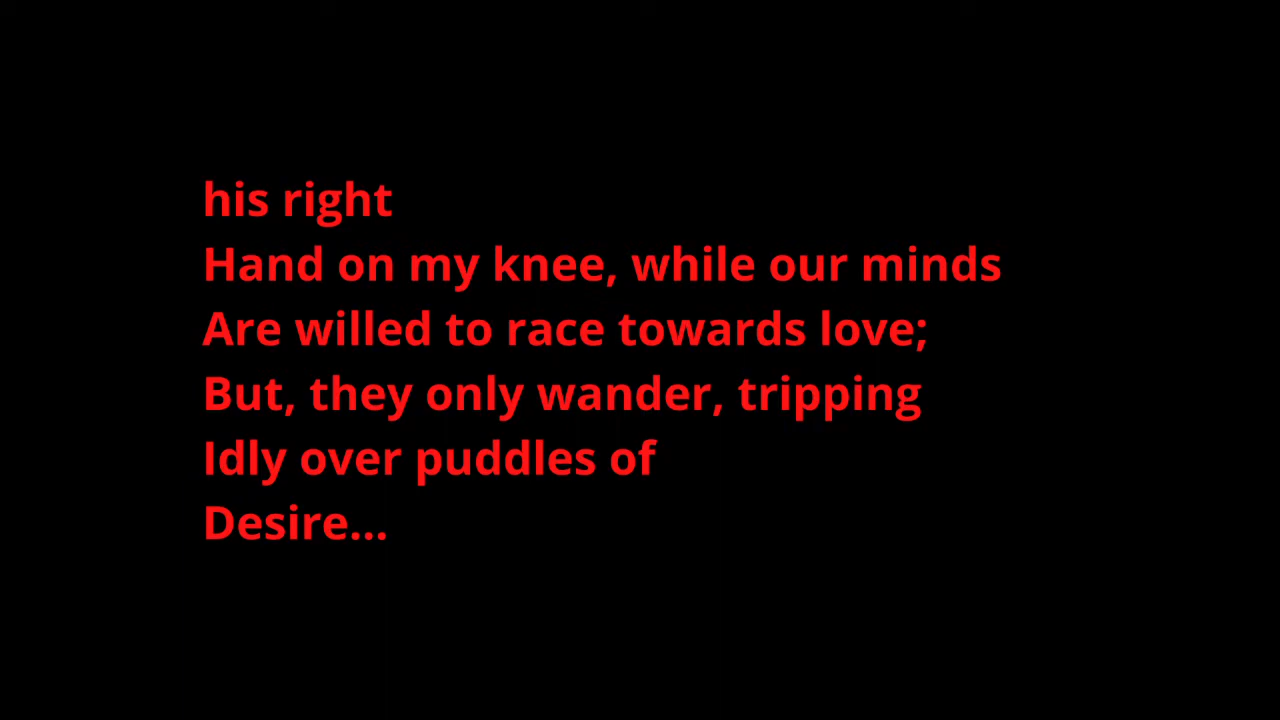 his right
Hand on my knee, while our minds
Are willed to race towards love;
But, they only wander, tripping
Idly over puddles of
Desire...